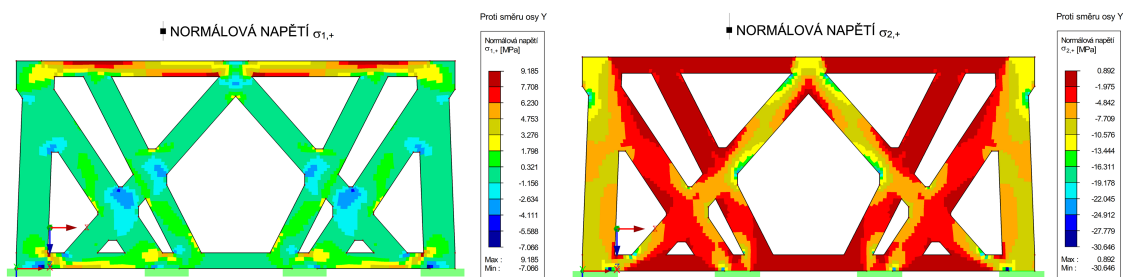 Proti směru osy Y
■ NORMÁLOVÁ NAPĚTÍ σ1,+
Normálová napětí
σ1,+ [MPa]
9.185
7.708
6.230
4.753
3.276
1.798
0.321
-1.156
-2.634
-4.111
-5.588
-7.066
Max : 9.185
Min : -7.066
X
Proti směru osy Y
■ NORMÁLOVÁ NAPĚTÍ σ2,+
Normálová napětí
σ2,+ [MPa]
0.892
-1.975
-4.842
-7.709
-10.576
-13.444
-16.311
-19.178
-22.045
-24.912
-27.779
-30.646
Max : 0.892
Min : -30.646
X